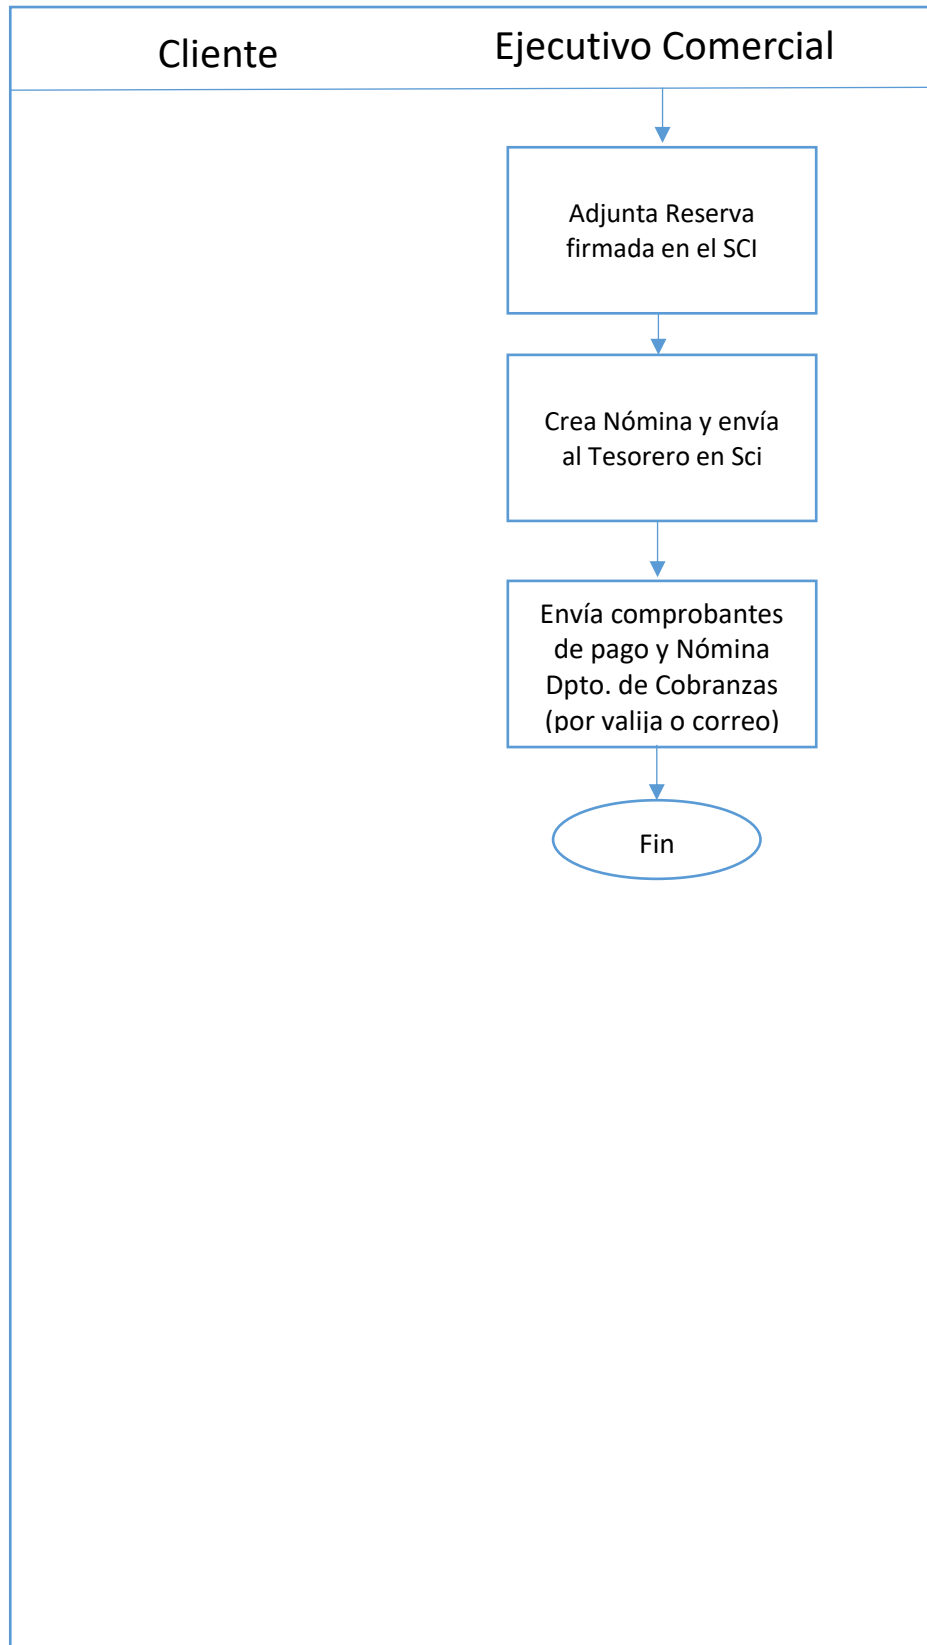 Cliente
Ejecutivo Comercial
Adjunta Reserva
firmada en el SCI
Crea Nómina y envía
al Tesorero en Sci
Envía comprobantes
de pago y Nómina
Dpto. de Cobranzas
(por valija o correo)
Fin